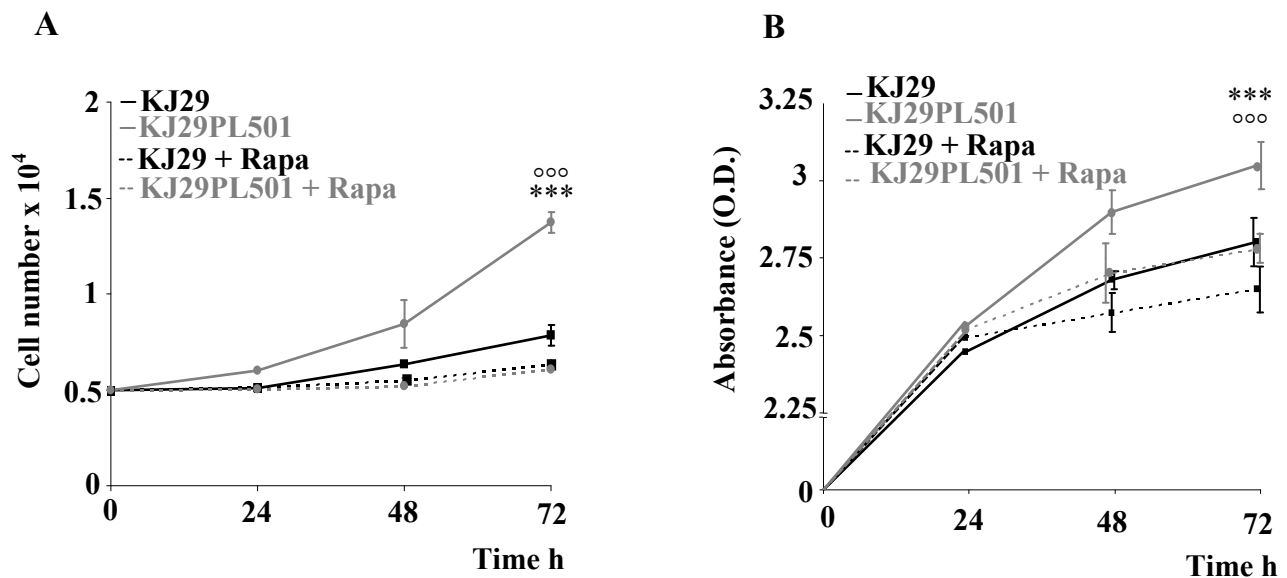 A
Cell number x 10⁴
2
1.5
1
0.5
0
KJ29
KJ29PL501
KJ29 + Rapa
KJ29PL501 + Rapa
°°°
***
0 24 48 72
Time h
B
Absorbance (O.D.)
3.25
3
2.75
2.5
2.25
0
KJ29
KJ29PL501
KJ29 + Rapa
KJ29PL501 + Rapa
***
°°°
0 24 48 72
Time h